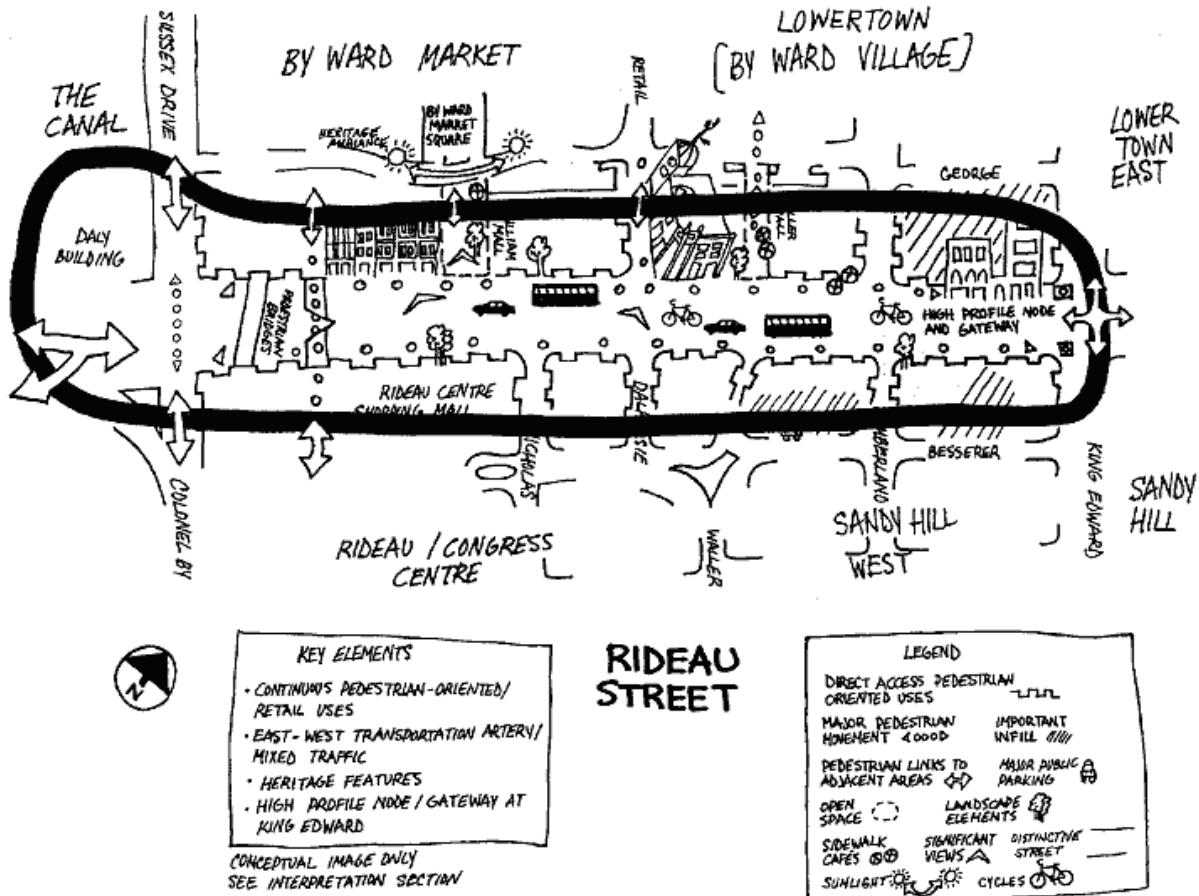 SUSSEX DRIVE
BY WARD MARKET
LOWERTOWN
[BY WARD VILLAGE]
RETAIL
THE
CANAL
HERITAGE
AMBIANCE
BY WARD
MARKET
SQUARE
LOWER
TOWN
EAST
GEORGE
DALY
BUILDING
MALL
PEDESTRIAN
BRIDGES
HIGH PROFILE NODE
AND GATEWAY
RIDEAU CENTRE
SHOPPING MALL
NICHOLAS
BESSERER
KING EDWARD
SANDY
HILL
COLONEL BY
RIDEAU / CONGRESS
CENTRE
WALLER
SANDY HILL
WEST
N
KEY ELEMENTS
• CONTINUOUS PEDESTRIAN-ORIENTED/
RETAIL USES
• EAST-WEST TRANSPORTATION ARTERY/
MIXED TRAFFIC
• HERITAGE FEATURES
• HIGH PROFILE NODE / GATEWAY AT
KING EDWARD
CONCEPTUAL IMAGE ONLY
SEE INTERPRETATION SECTION
RIDEAU
STREET
LEGEND
DIRECT ACCESS PEDESTRIAN
ORIENTED USES
MAJOR PEDESTRIAN
MOVEMENT
IMPORTANT
INFILL
PEDESTRIAN LINKS TO
ADJACENT AREAS
MAJOR PUBLIC
PARKING
OPEN
SPACE
LANDSCAPE
ELEMENTS
SIDEWALK
CAFES
SIGNIFICANT
VIEWS
DISTINCTIVE
STREET
SUNLIGHT
CYCLES